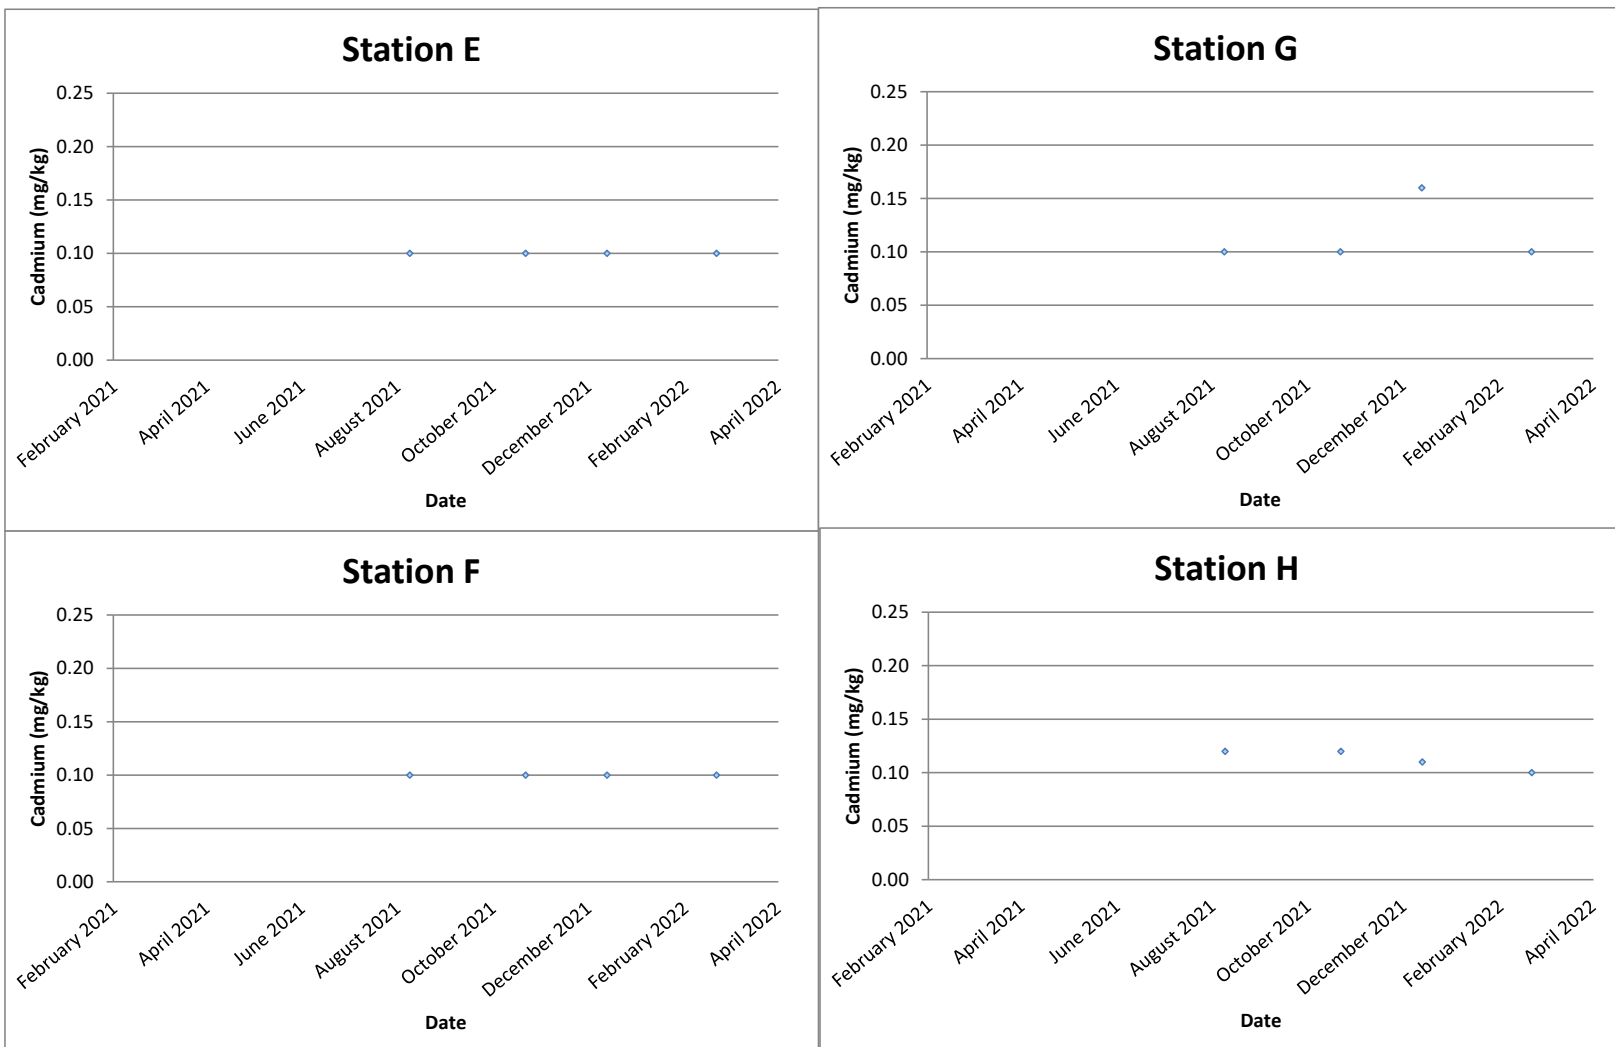 Station E
0.25
0.20
0.15
0.10
0.05
0.00
Cadmium (mg/kg)
February 2021
April 2021
June 2021
August 2021
October 2021
December 2021
February 2022
April 2022
Date
Station G
0.25
0.20
0.15
0.10
0.05
0.00
Cadmium (mg/kg)
February 2021
April 2021
June 2021
August 2021
October 2021
December 2021
February 2022
April 2022
Date
Station F
0.25
0.20
0.15
0.10
0.05
0.00
Cadmium (mg/kg)
February 2021
April 2021
June 2021
August 2021
October 2021
December 2021
February 2022
April 2022
Date
Station H
0.25
0.20
0.15
0.10
0.05
0.00
Cadmium (mg/kg)
February 2021
April 2021
June 2021
August 2021
October 2021
December 2021
February 2022
April 2022
Date